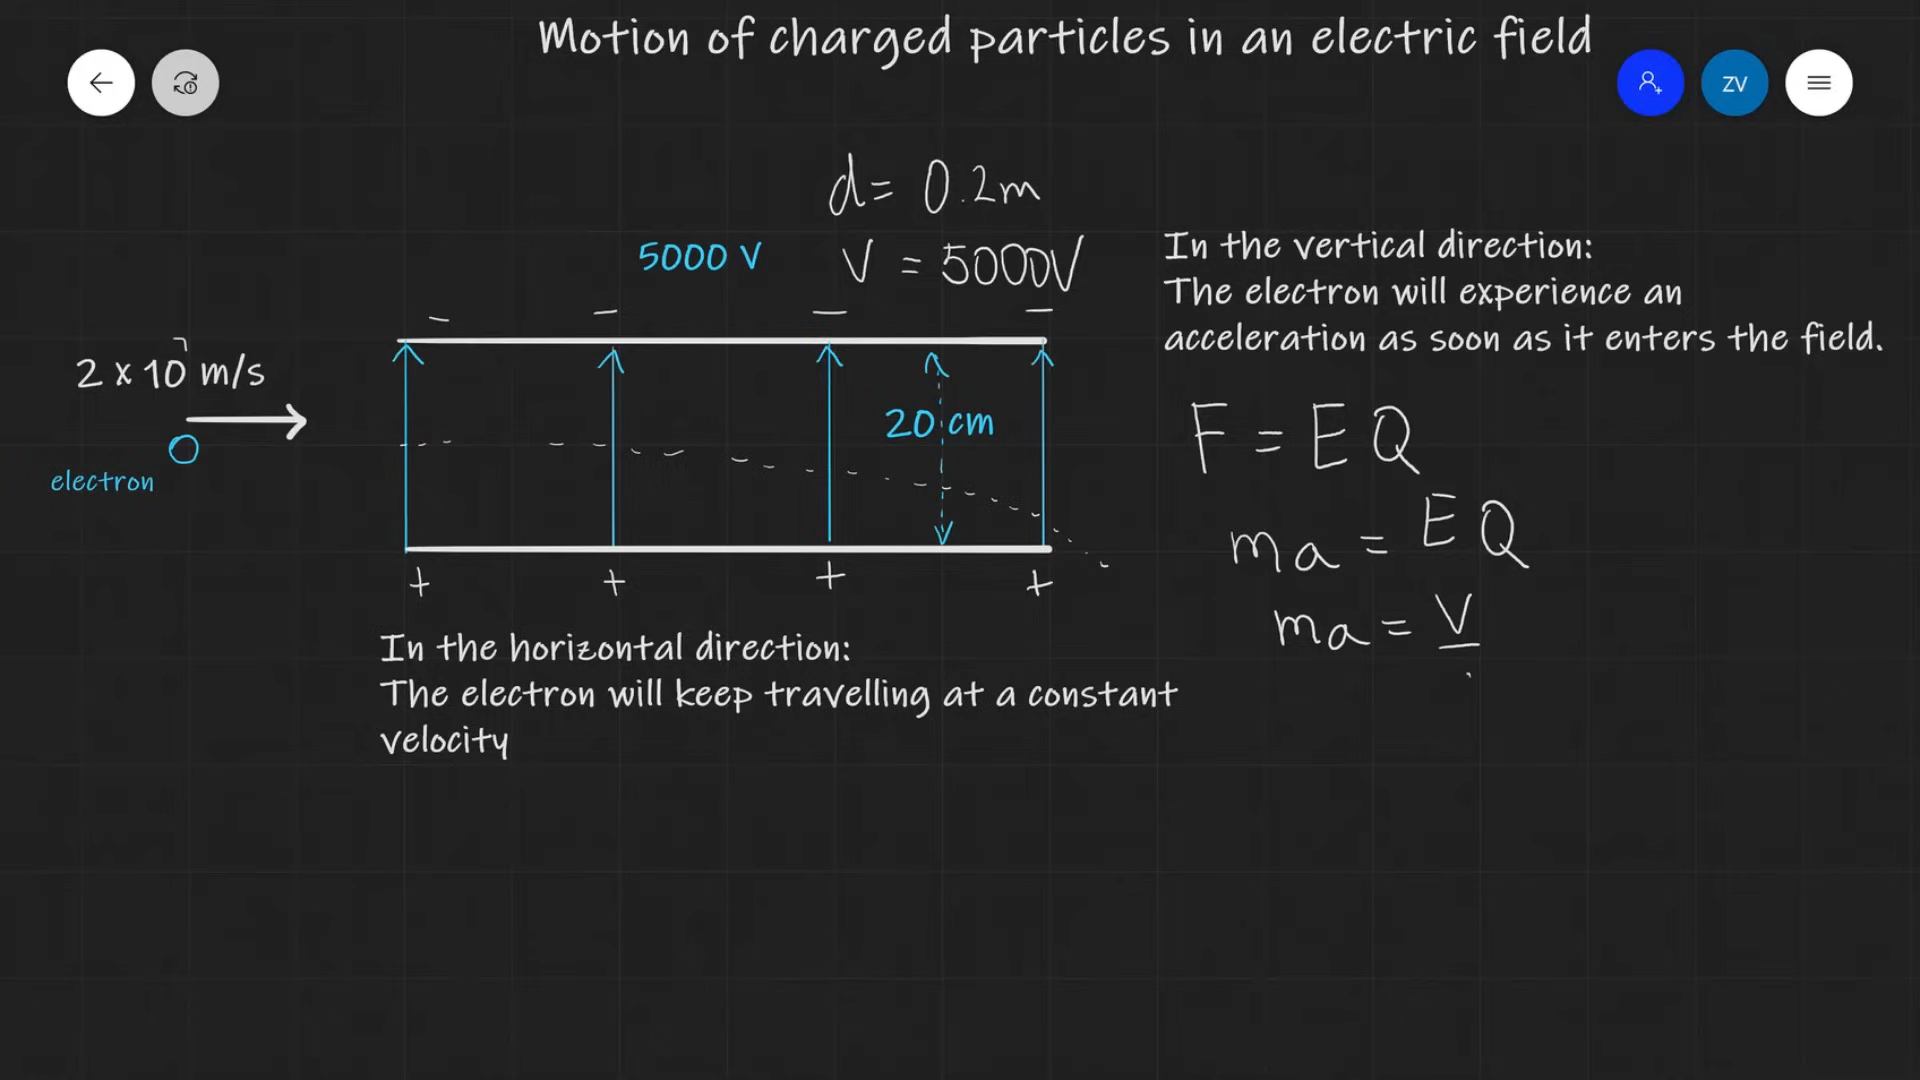 Motion of charged particles in an electric field
ZV
d = 0.2m
5000 V
V = 5000V
- - - -
2 x 10⁷ m/s
electron
20 cm
+ + + +
In the horizontal direction:
The electron will keep travelling at a constant
velocity
In the vertical direction:
The electron will experience an
acceleration as soon as it enters the field.
F = E Q
ma = E Q
ma = V